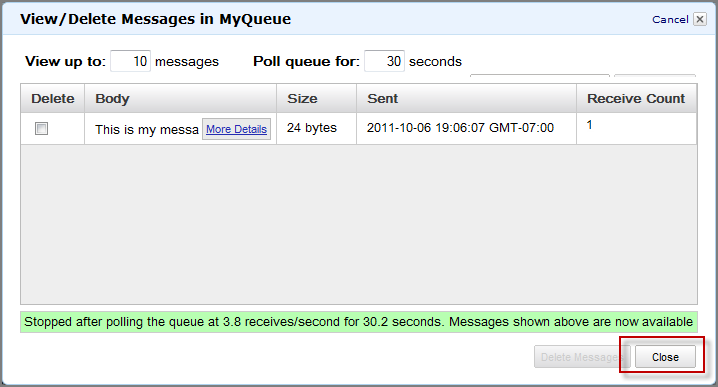 View/Delete Messages in MyQueue Cancel
View up to: 10 messages Poll queue for: 30 seconds
Delete Body Size Sent Receive Count
This is my messa More Details 24 bytes 2011-10-06 19:06:07 GMT-07:00 1
Stopped after polling the queue at 3.8 receives/second for 30.2 seconds. Messages shown above are now available
Delete Messages Close